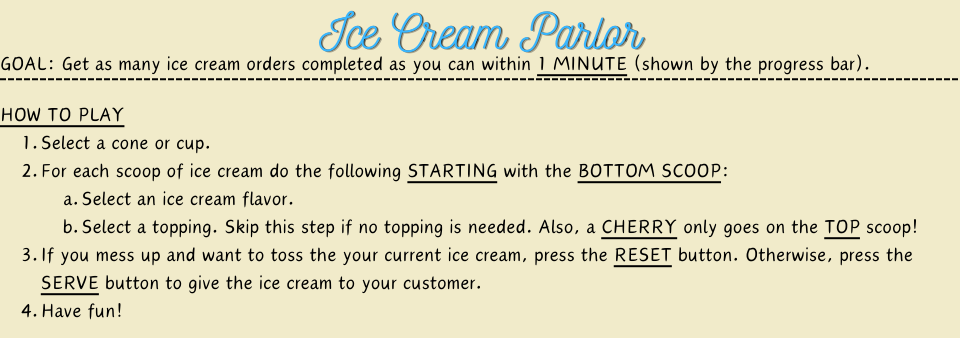 Ice Cream Parlor
GOAL: Get as many ice cream orders completed as you can within 1 MINUTE (shown by the progress bar).
HOW TO PLAY
1. Select a cone or cup.
2. For each scoop of ice cream do the following STARTING with the BOTTOM SCOOP:
a. Select an ice cream flavor.
b. Select a topping. Skip this step if no topping is needed. Also, a CHERRY only goes on the TOP scoop!
3. If you mess up and want to toss the your current ice cream, press the RESET button. Otherwise, press the
SERVE button to give the ice cream to your customer.
4. Have fun!